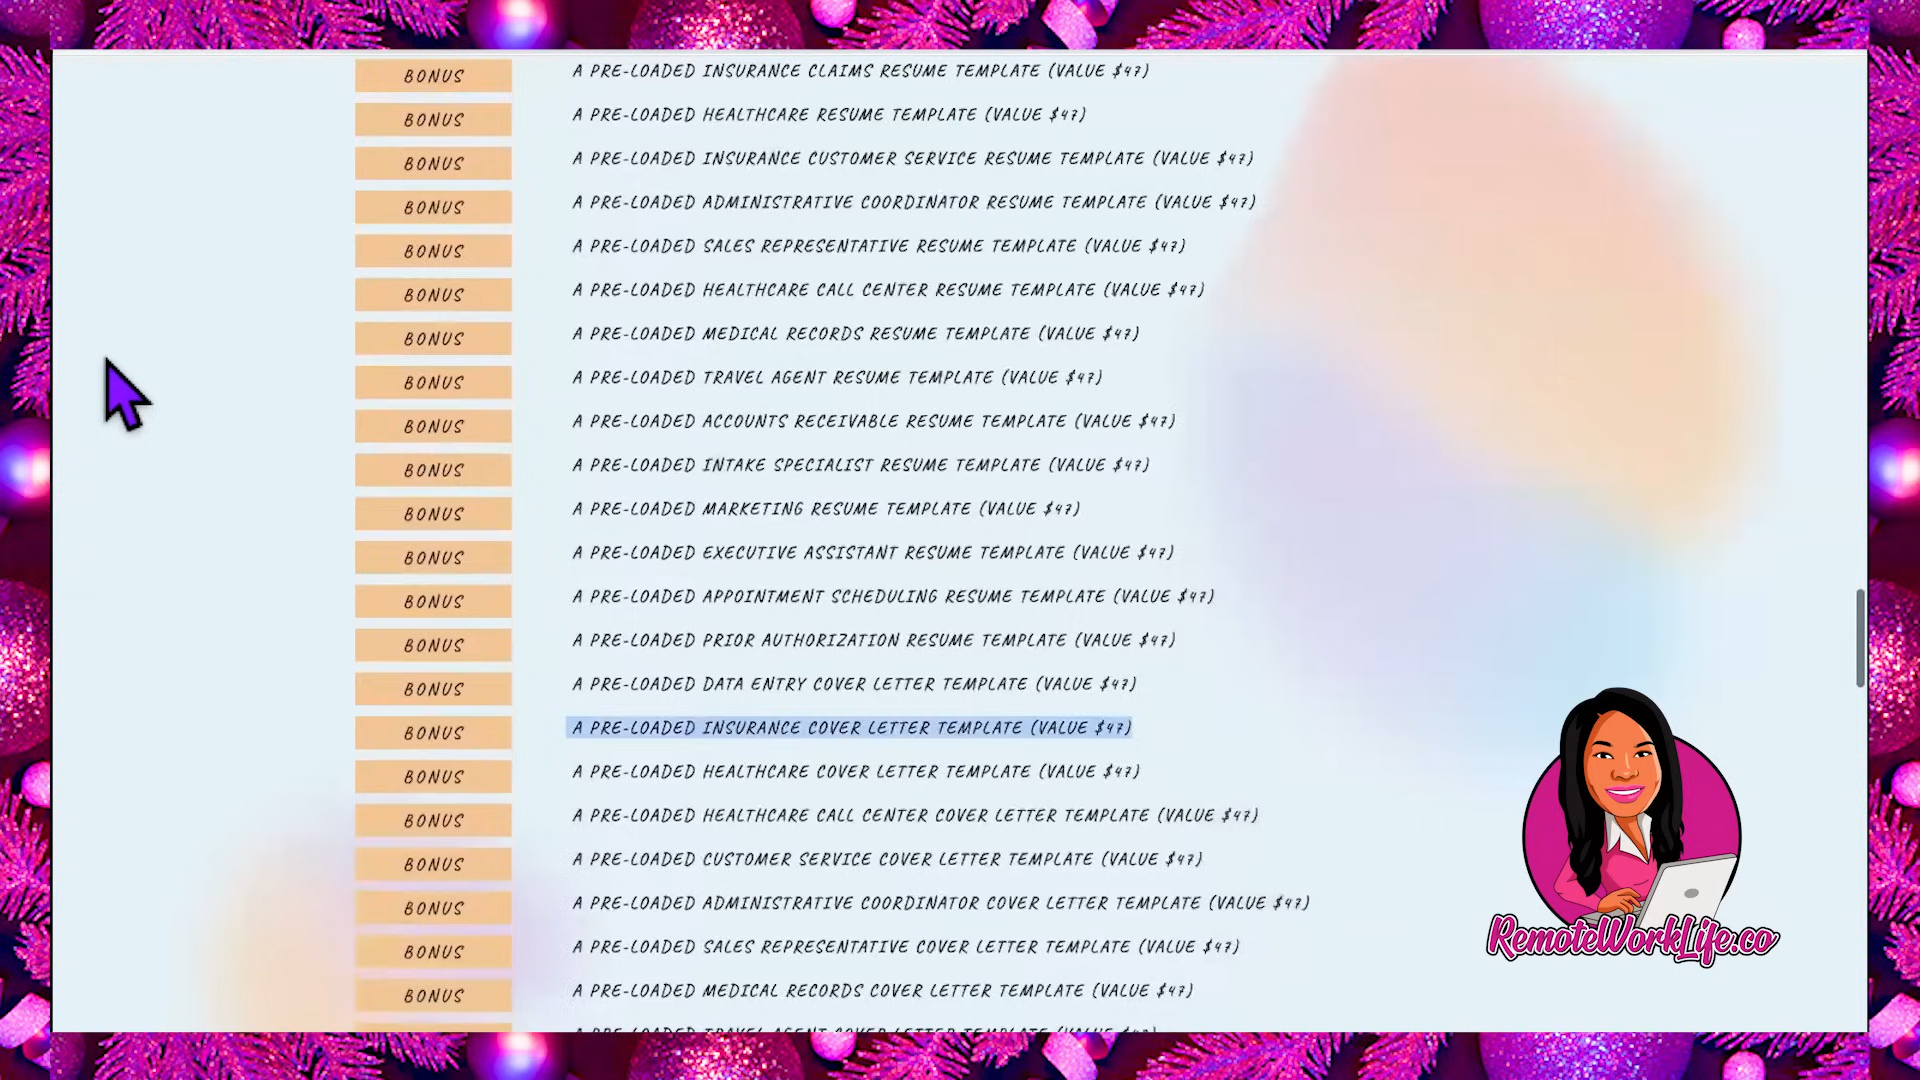 BONUS A PRE-LOADED INSURANCE CLAIMS RESUME TEMPLATE (VALUE $47)
BONUS A PRE-LOADED HEALTHCARE RESUME TEMPLATE (VALUE $47)
BONUS A PRE-LOADED INSURANCE CUSTOMER SERVICE RESUME TEMPLATE (VALUE $47)
BONUS A PRE-LOADED ADMINISTRATIVE COORDINATOR RESUME TEMPLATE (VALUE $47)
BONUS A PRE-LOADED SALES REPRESENTATIVE RESUME TEMPLATE (VALUE $47)
BONUS A PRE-LOADED HEALTHCARE CALL CENTER RESUME TEMPLATE (VALUE $47)
BONUS A PRE-LOADED MEDICAL RECORDS RESUME TEMPLATE (VALUE $47)
BONUS A PRE-LOADED TRAVEL AGENT RESUME TEMPLATE (VALUE $47)
BONUS A PRE-LOADED ACCOUNTS RECEIVABLE RESUME TEMPLATE (VALUE $47)
BONUS A PRE-LOADED INTAKE SPECIALIST RESUME TEMPLATE (VALUE $47)
BONUS A PRE-LOADED MARKETING RESUME TEMPLATE (VALUE $47)
BONUS A PRE-LOADED EXECUTIVE ASSISTANT RESUME TEMPLATE (VALUE $47)
BONUS A PRE-LOADED APPOINTMENT SCHEDULING RESUME TEMPLATE (VALUE $47)
BONUS A PRE-LOADED PRIOR AUTHORIZATION RESUME TEMPLATE (VALUE $47)
BONUS A PRE-LOADED DATA ENTRY COVER LETTER TEMPLATE (VALUE $47)
BONUS A PRE-LOADED INSURANCE COVER LETTER TEMPLATE (VALUE $47)
BONUS A PRE-LOADED HEALTHCARE COVER LETTER TEMPLATE (VALUE $47)
BONUS A PRE-LOADED HEALTHCARE CALL CENTER COVER LETTER TEMPLATE (VALUE $47)
BONUS A PRE-LOADED CUSTOMER SERVICE COVER LETTER TEMPLATE (VALUE $47)
BONUS A PRE-LOADED ADMINISTRATIVE COORDINATOR COVER LETTER TEMPLATE (VALUE $47)
BONUS A PRE-LOADED SALES REPRESENTATIVE COVER LETTER TEMPLATE (VALUE $47)
BONUS A PRE-LOADED MEDICAL RECORDS COVER LETTER TEMPLATE (VALUE $47)
A PRE-LOADED TRAVEL AGENT COVER LETTER TEMPLATE (VALUE $47)
RemoteWorkLife.co